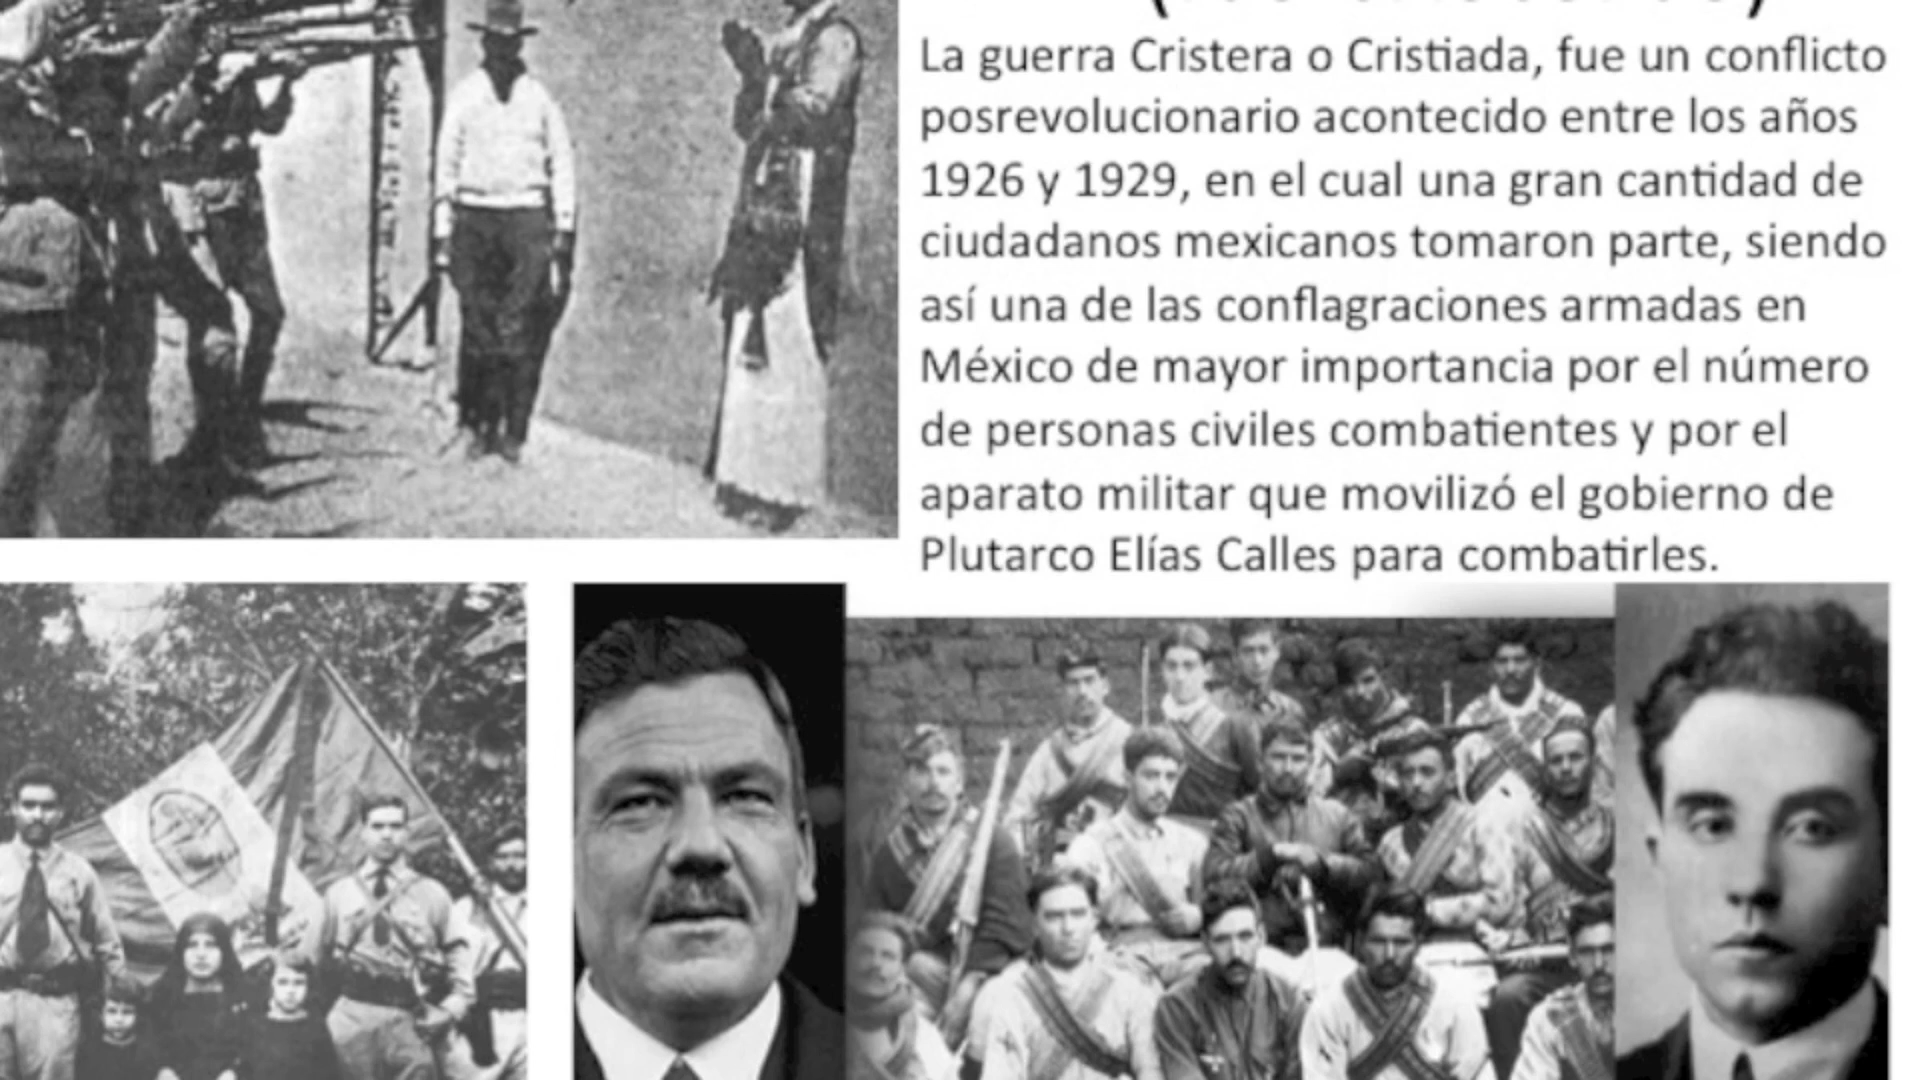 La guerra Cristera o Cristiada, fue un conflicto
posrevolucionario acontecido entre los años
1926 y 1929, en el cual una gran cantidad de
ciudadanos mexicanos tomaron parte, siendo
así una de las conflagraciones armadas en
México de mayor importancia por el número
de personas civiles combatientes y por el
aparato militar que movilizó el gobierno de
Plutarco Elías Calles para combatirles.